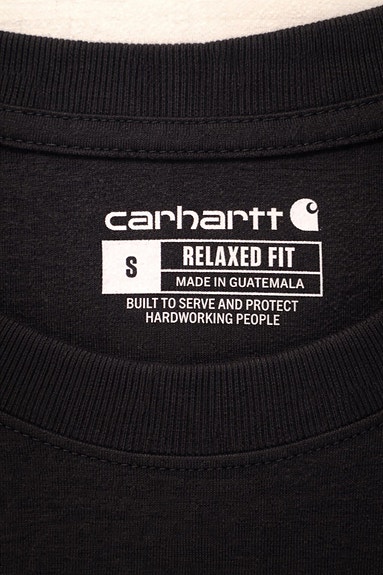 carhartt
S
RELAXED FIT
MADE IN GUATEMALA
BUILT TO SERVE AND PROTECT
HARDWORKING PEOPLE